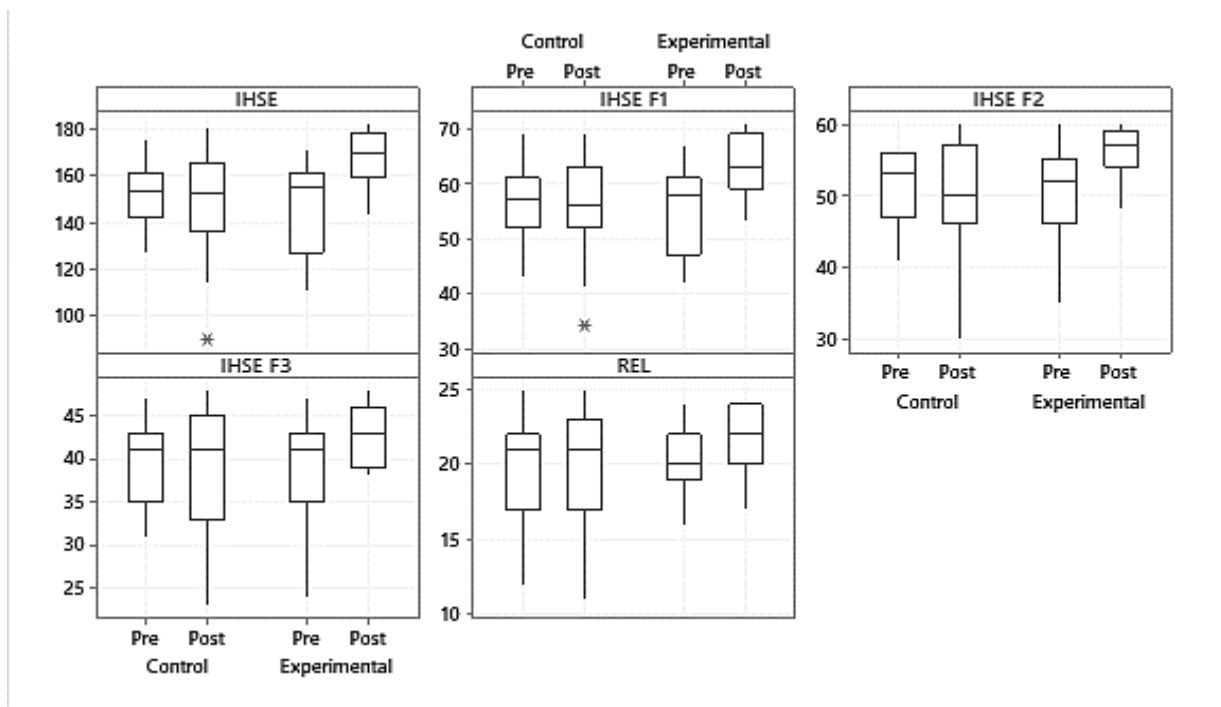 Control Experimental
Pre Post Pre Post
IHSE IHSE F1 IHSE F2
180 70 60
160 60 50
140 50 40
120 40 30
100 30
IHSE F3 REL
Pre Post Pre Post
Control Experimental
45 25
40 20
35 15
30 10
25
Pre Post Pre Post
Control Experimental